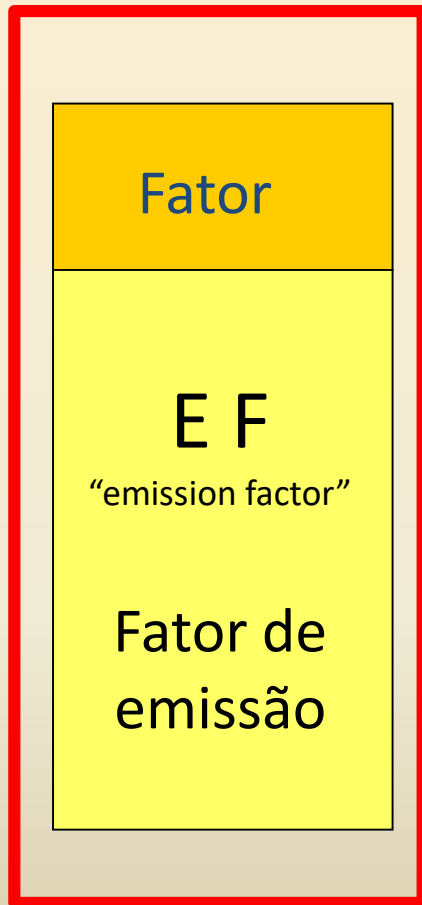 Fator
E F
“emission factor”
Fator de
emissão